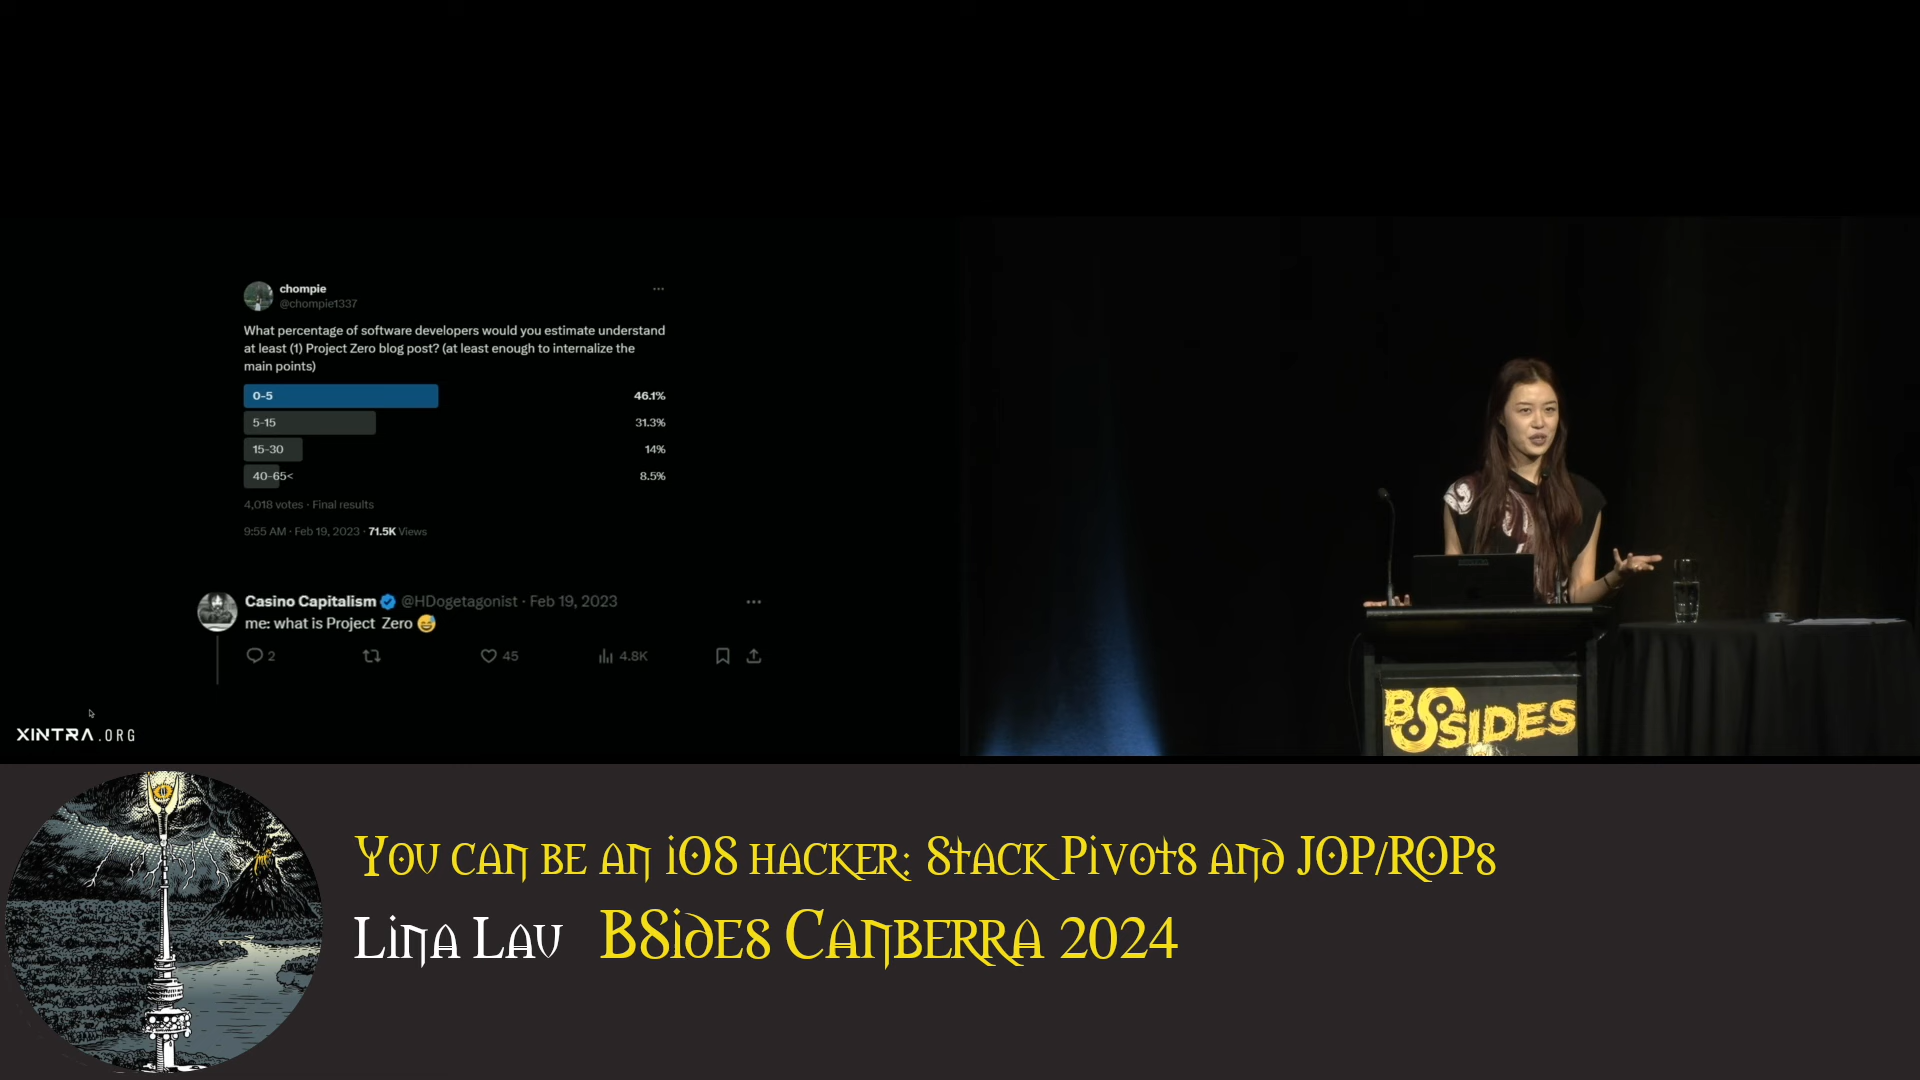 chompie
@chompie1337
What percentage of software developers would you estimate understand
at least (1) Project Zero blog post? (at least enough to internalize the
main points)
0-5 46.1%
5-15 31.3%
15-30 14%
40-65< 8.5%
4,018 votes · Final results
9:55 AM · Feb 19, 2023 · 71.5K Views
Casino Capitalism @HDogetagonist · Feb 19, 2023
me: what is Project Zero 😅
2 45 4.8K
XINTRA.ORG
BSIDES
You can be an iOS hacker: Stack Pivots and JOP/ROPs
Lina Lau BSides Canberra 2024